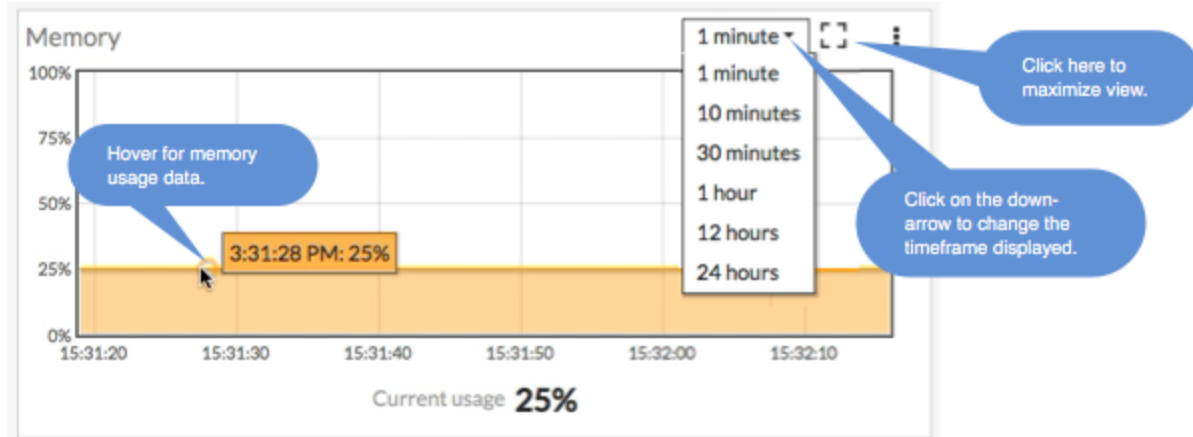 Memory
1 minute
1 minute
10 minutes
30 minutes
1 hour
12 hours
24 hours
Click here to
maximize view.
100%
75%
50%
25%
0%
Hover for memory
usage data.
3:31:28 PM: 25%
Click on the down-
arrow to change the
timeframe displayed.
15:31:20 15:31:30 15:31:40 15:31:50 15:32:00 15:32:10
Current usage 25%